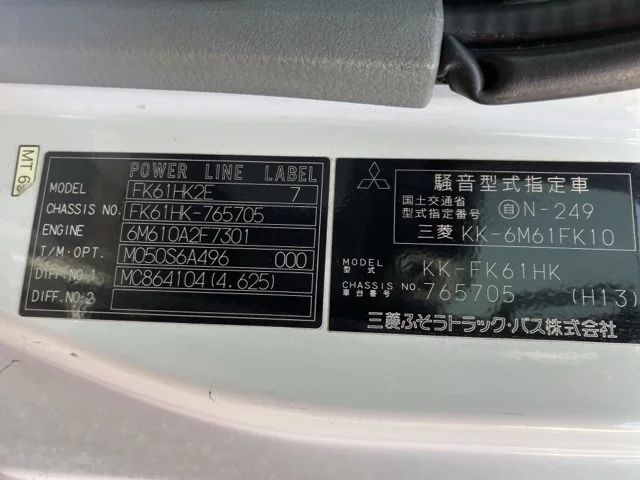 MT 6
POWER LINE LABEL
MODEL FK61HK2E 7
CHASSIS NO. FK61HK-765705
ENGINE 6M610A2F7301
T/M・OPT. M050S6A496 000
DIFF.NO.1 MC864104(4.625)
DIFF.NO.2
騒音型式指定車
国土交通省
型式指定番号 自 N-249
三菱 KK-6M61FK10
MODEL
型式 KK-FK61HK
CHASSIS NO.
車台番号 765705 (H13)
三菱ふそうトラック・バス株式会社